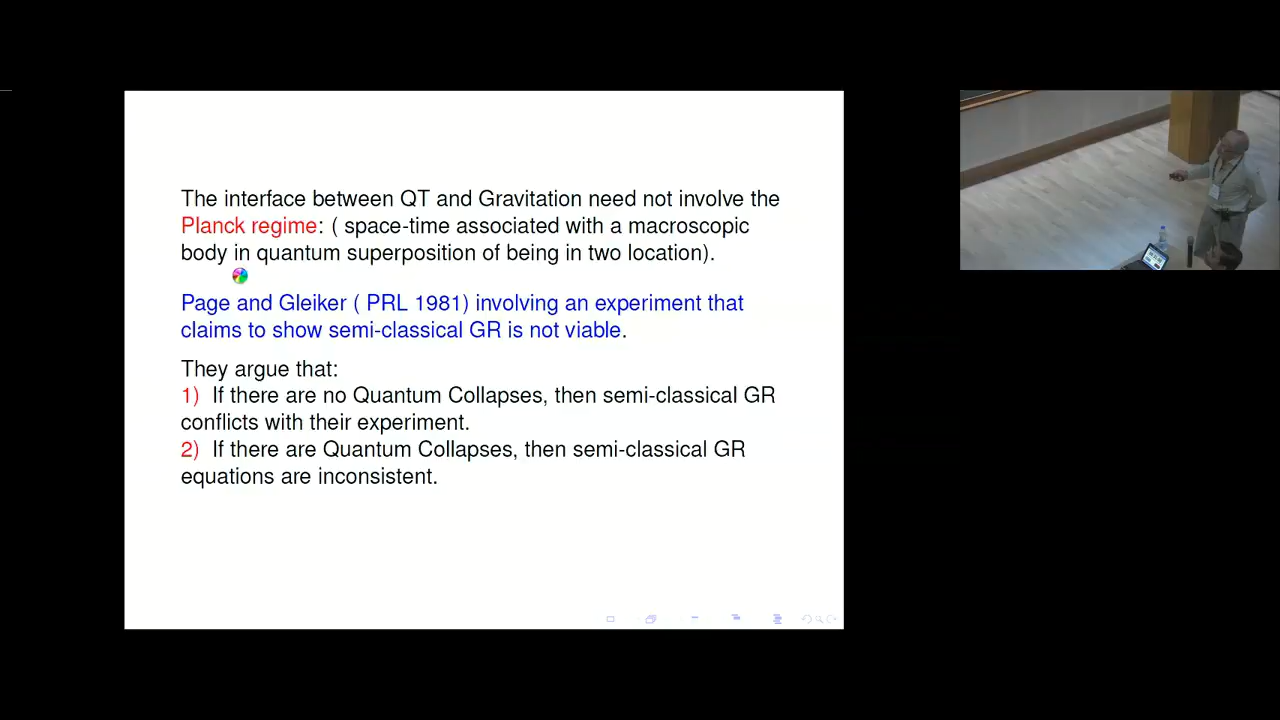 The interface between QT and Gravitation need not involve the
Planck regime: ( space-time associated with a macroscopic
body in quantum superposition of being in two location).
Page and Gleiker ( PRL 1981) involving an experiment that
claims to show semi-classical GR is not viable.
They argue that:
1) If there are no Quantum Collapses, then semi-classical GR
conflicts with their experiment.
2) If there are Quantum Collapses, then semi-classical GR
equations are inconsistent.